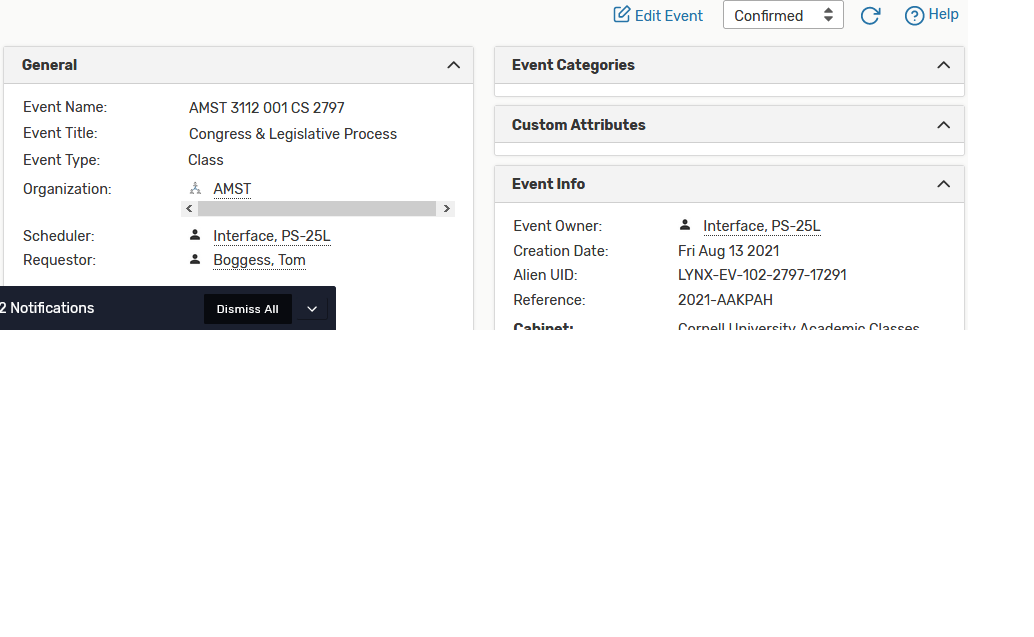 Edit Event
Confirmed
Help
General
Event Name: AMST 3112 001 CS 2797
Event Title: Congress & Legislative Process
Event Type: Class
Organization: AMST
Scheduler: Interface, PS-25L
Requestor: Boggess, Tom
2 Notifications
Dismiss All
Event Categories
Custom Attributes
Event Info
Event Owner: Interface, PS-25L
Creation Date: Fri Aug 13 2021
Alien UID: LYNX-EV-102-2797-17291
Reference: 2021-AAKPAH
Cabinet: Cornell University Academic Classes